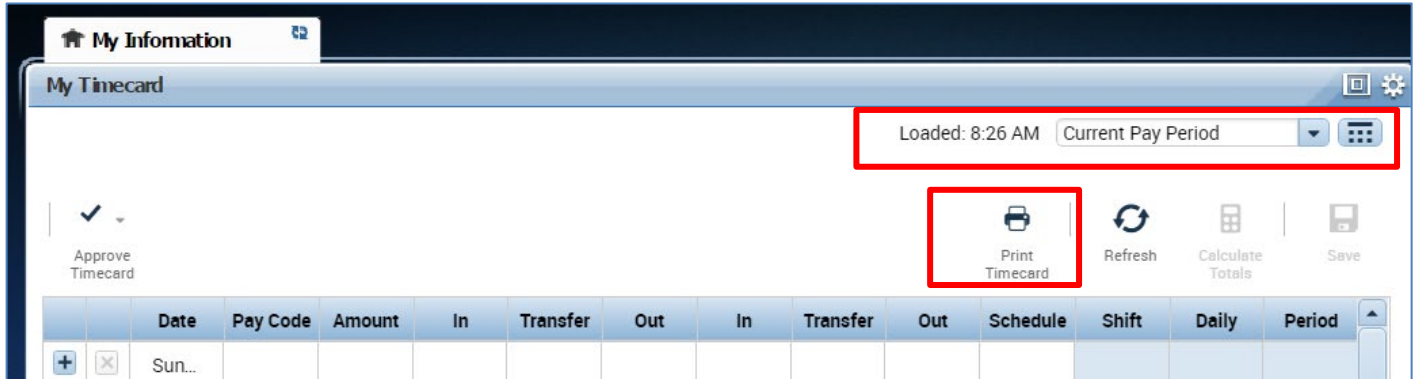 My Information
My Timecard
Loaded: 8:26 AM Current Pay Period
Approve Timecard
Print Timecard
Refresh
Calculate Totals
Save
Date Pay Code Amount In Transfer Out In Transfer Out Schedule Shift Daily Period
Sun...